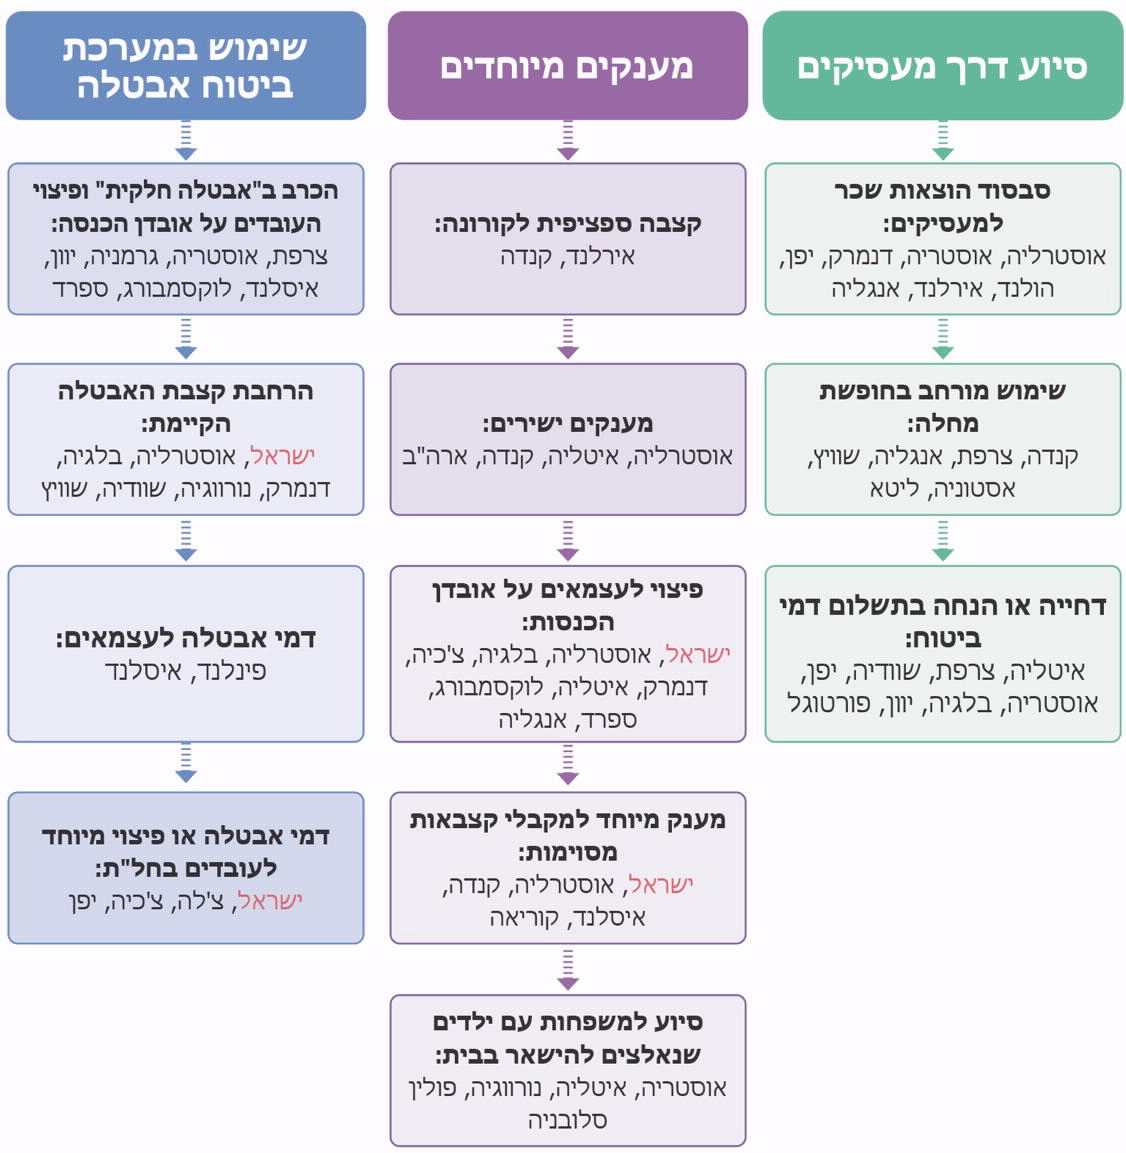 סיוע דרך מעסיקים
סבסוד הוצאות שכר
למעסיקים:
אוסטרליה, אוסטריה, דנמרק, יפן,
הולנד, אירלנד, אנגליה
שימוש מורחב בחופשת
מחלה:
קנדה, צרפת, אנגליה, שוויץ,
אסטוניה, ליטא
דחייה או הנחה בתשלום דמי
ביטוח:
איטליה, צרפת, שוודיה, יפן,
אוסטריה, בלגיה, יוון, פורטוגל
מענקים מיוחדים
קצבה ספציפית לקורונה:
אירלנד, קנדה
מענקים ישירים:
אוסטרליה, איטליה, קנדה, ארה"ב
פיצוי לעצמאים על אובדן
הכנסות:
ישראל, אוסטרליה, בלגיה, צ'כיה,
דנמרק, איטליה, לוקסמבורג,
ספרד, אנגליה
מענק מיוחד למקבלי קצבאות
מסוימות:
ישראל, אוסטרליה, קנדה,
איסלנד, קוריאה
סיוע למשפחות עם ילדים
שנאלצים להישאר בבית:
אוסטריה, איטליה, נורווגיה, פולין
סלובניה
שימוש במערכת
ביטוח אבטלה
הכרב ב"אבטלה חלקית" ופיצוי
העובדים על אובדן הכנסה:
צרפת, אוסטריה, גרמניה, יוון,
איסלנד, לוקסמבורג, ספרד
הרחבת קצבת האבטלה
הקיימת:
ישראל, אוסטרליה, בלגיה,
דנמרק, נורווגיה, שוודיה, שוויץ
דמי אבטלה לעצמאים:
פינלנד, איסלנד
דמי אבטלה או פיצוי מיוחד
לעובדים בחל"ת:
ישראל, צ'לה, צ'כיה, יפן